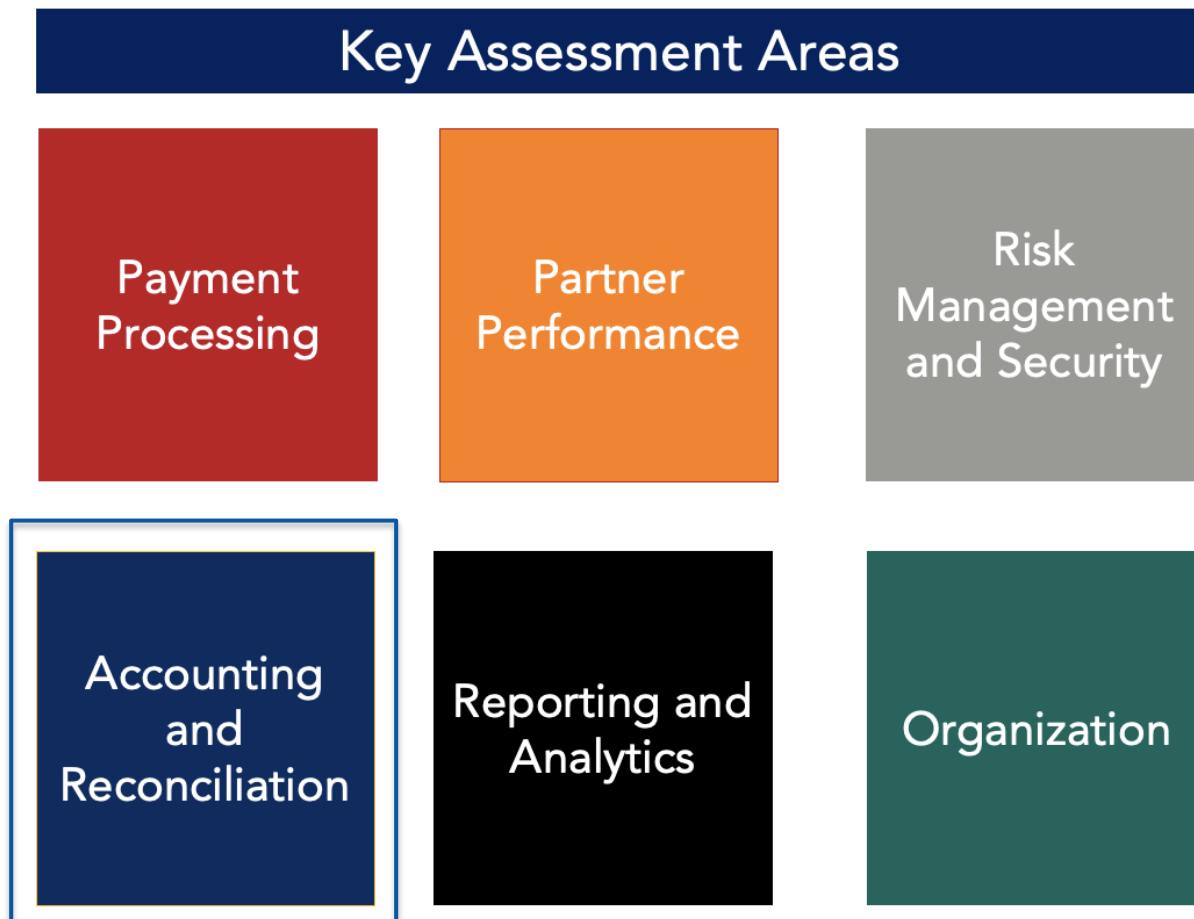 Key Assessment Areas
Payment
Processing
Partner
Performance
Risk
Management
and Security
Accounting
and
Reconciliation
Reporting and
Analytics
Organization